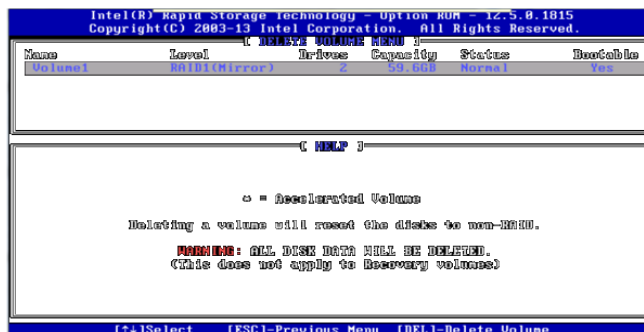 Intel(R) Rapid Storage Technology - Option ROM - 12.5.0.1815
Copyright(C) 2003-13 Intel Corporation. All Rights Reserved.
[ DELETE VOLUME MENU ]
Name Level Drives Capacity Status Bootable
Volume1 RAID1(Mirror) 2 59.6GB Normal Yes
[ HELP ]
= Accelerated Volume
Deleting a volume will reset the disks to non-RAID.
WARNING: ALL DISK DATA WILL BE DELETED.
(This does not apply to Recovery volumes)
[↑↓]Select [ESC]-Previous Menu [DEL]-Delete Volume